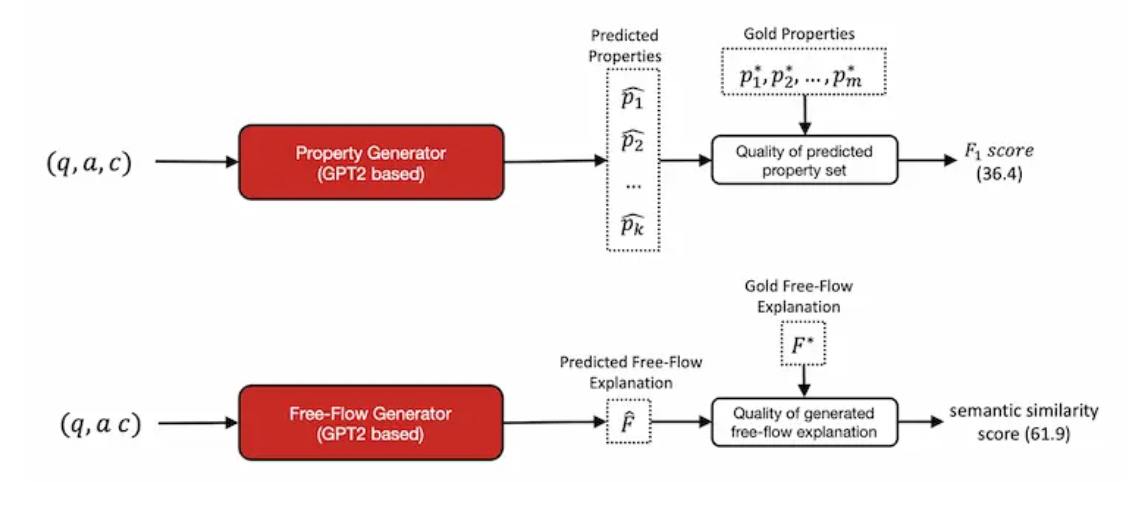 Predicted
Properties
Gold Properties
p₁*, p₂*, …, pₘ*
(q, a, c)
Property Generator
(GPT2 based)
p̂₁
p̂₂
…
p̂ₖ
Quality of predicted
property set
F₁ score
(36.4)
Gold Free-Flow
Explanation
F*
Predicted Free-Flow
Explanation
(q, a c)
Free-Flow Generator
(GPT2 based)
F̂
Quality of generated
free-flow explanation
semantic similarity
score (61.9)